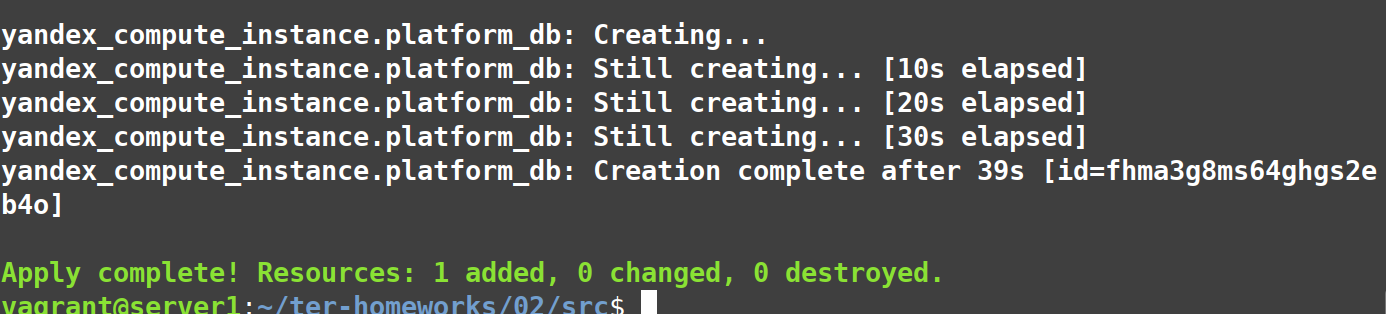 yandex_compute_instance.platform_db: Creating...
yandex_compute_instance.platform_db: Still creating... [10s elapsed]
yandex_compute_instance.platform_db: Still creating... [20s elapsed]
yandex_compute_instance.platform_db: Still creating... [30s elapsed]
yandex_compute_instance.platform_db: Creation complete after 39s [id=fhma3g8ms64ghgs2e
b4o]
Apply complete! Resources: 1 added, 0 changed, 0 destroyed.
vagrant@server1:~/ter-homeworks/02/src$